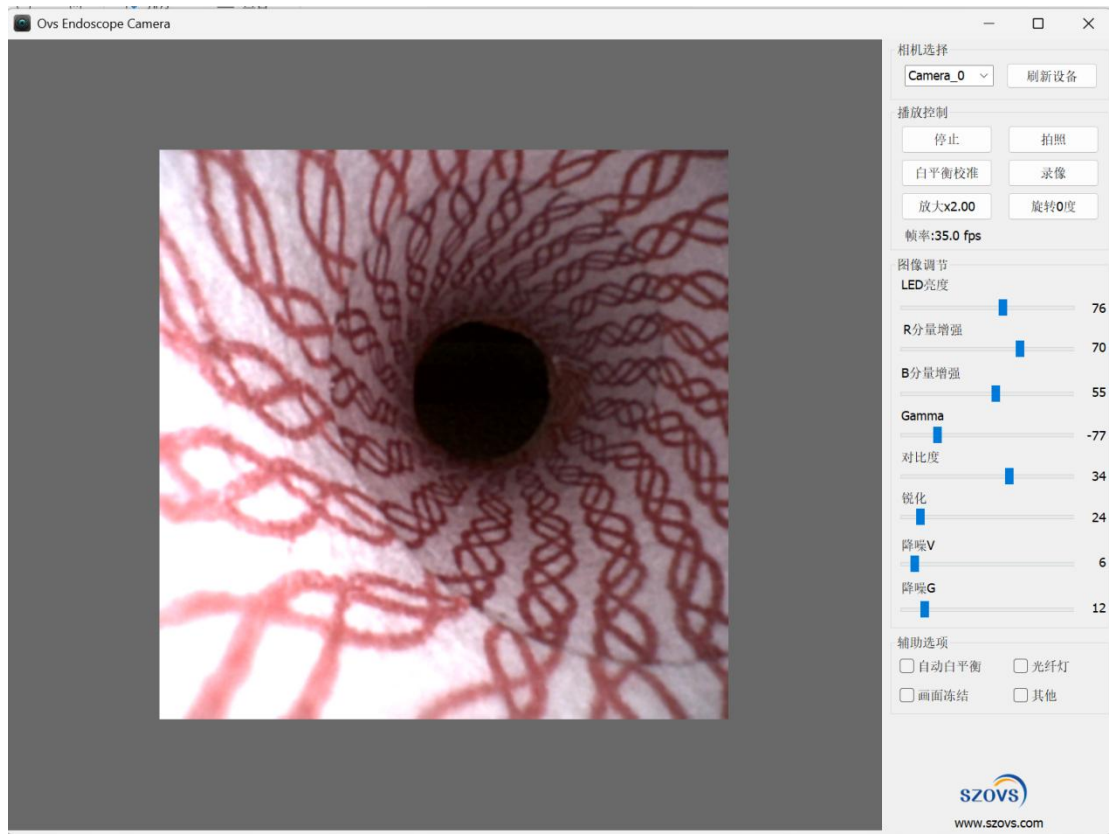 Ovs Endoscope Camera
相机选择
Camera_0 刷新设备
播放控制
停止 拍照
白平衡校准 录像
放大x2.00 旋转0度
帧率:35.0 fps
图像调节
LED亮度
76
R分量增强
70
B分量增强
55
Gamma
-77
对比度
34
锐化
24
降噪V
6
降噪G
12
辅助选项
自动白平衡 光纤灯
画面冻结 其他
SZOVS
www.szovs.com